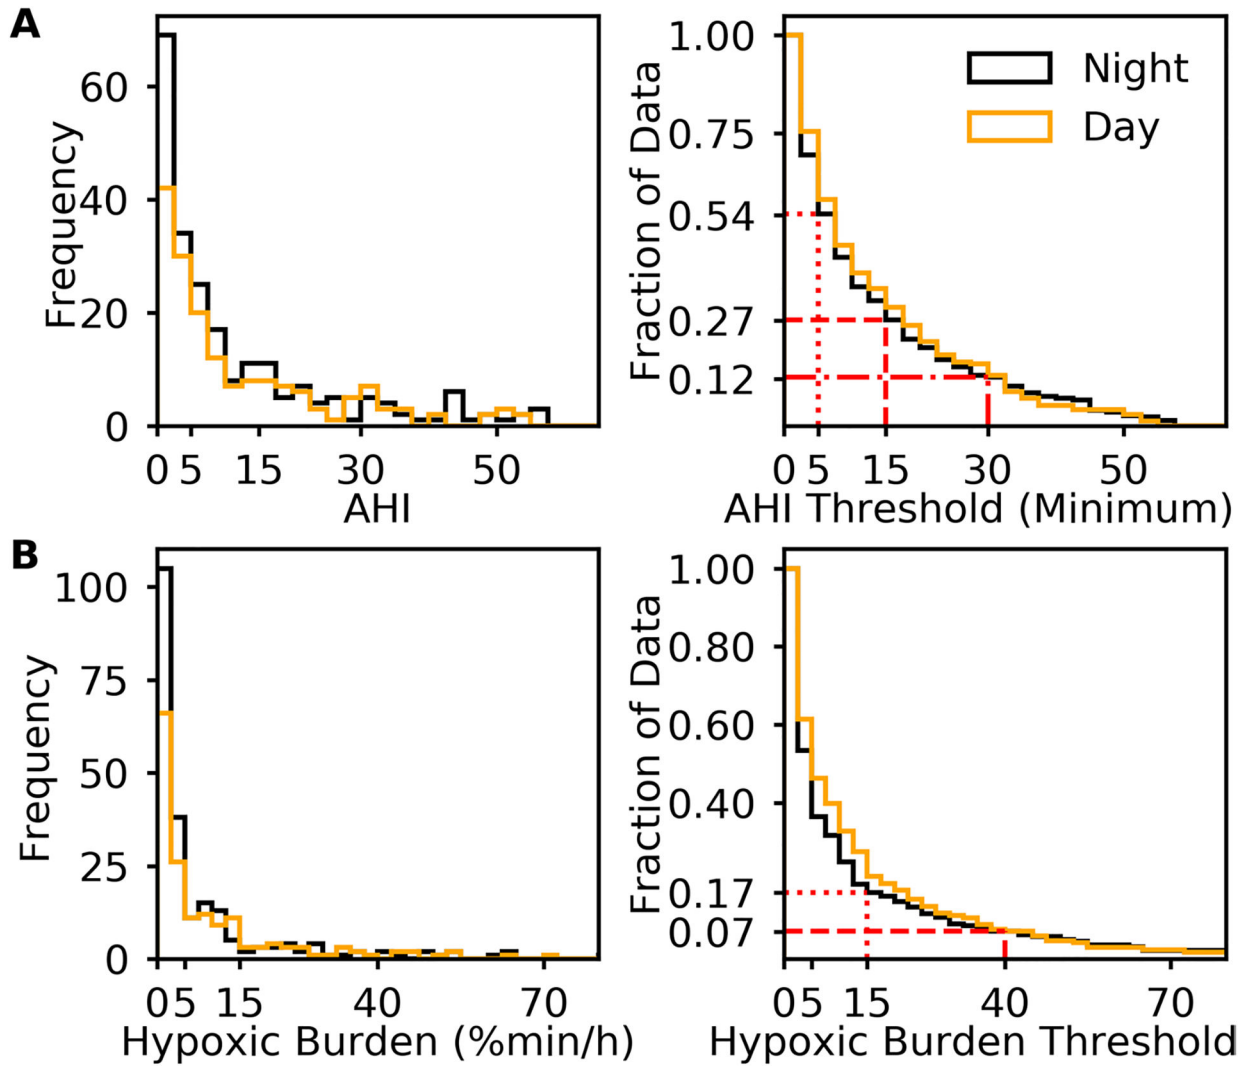 A
Frequency
60
40
20
0
0 5 15 30 50
AHI
Fraction of Data
1.00
0.75
0.54
0.27
0.12
Night
Day
0 5 15 30 50
AHI Threshold (Minimum)
B
Frequency
100
75
50
25
0
0 5 15 40 70
Hypoxic Burden (%min/h)
Fraction of Data
1.00
0.80
0.60
0.40
0.17
0.07
0 5 15 40 70
Hypoxic Burden Threshold